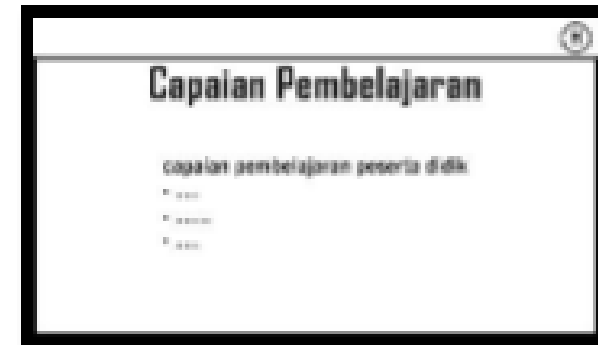 Capaian Pembelajaran
capaian pembelajaran peserta didik
• ....
• .....
• ....